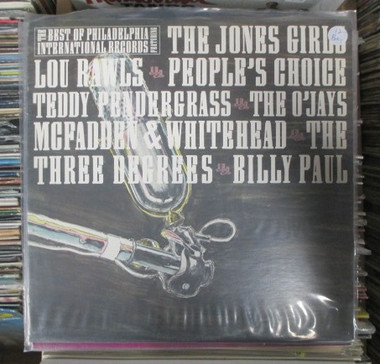 THE BEST OF PHILADELPHIA
INTERNATIONAL RECORDS
FEATURING
THE JONES GIRLS
LOU RAWLS PEOPLE'S CHOICE
TEDDY PENDERGRASS THE O'JAYS
MCFADDEN & WHITEHEAD THE
THREE DEGREES BILLY PAUL